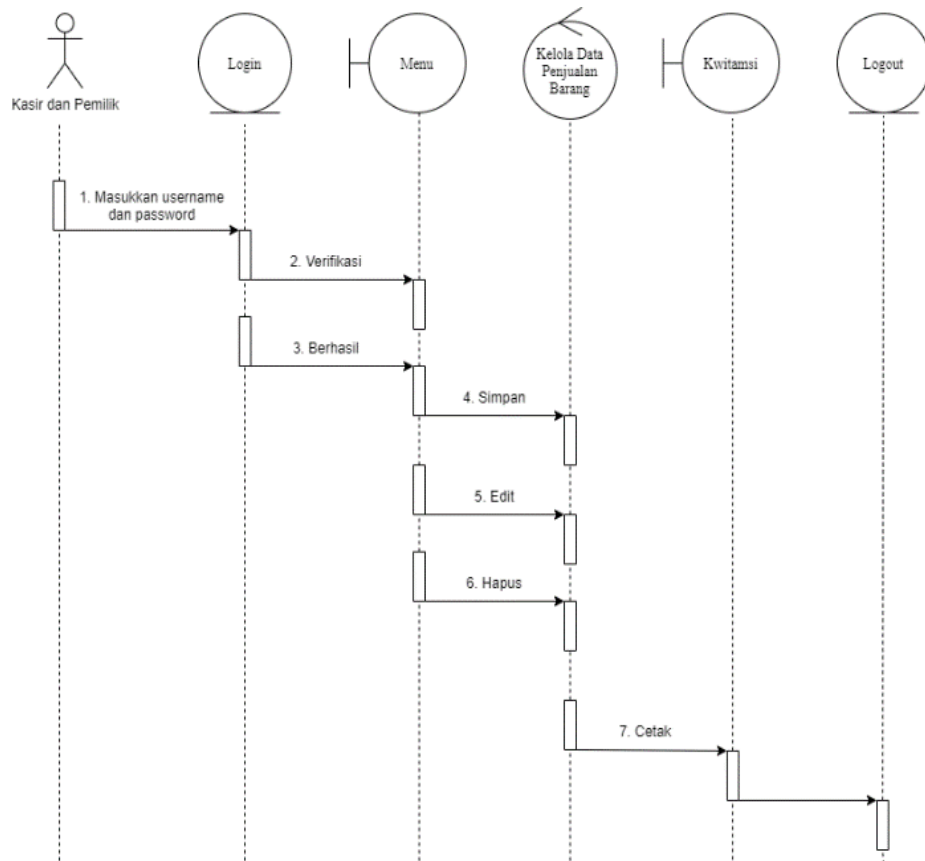 Kasir dan Pemilik
Login
Menu
Kelola Data
Penjualan
Barang
Kwitamsi
Logout
1. Masukkan username
dan password
2. Verifikasi
3. Berhasil
4. Simpan
5. Edit
6. Hapus
7. Cetak